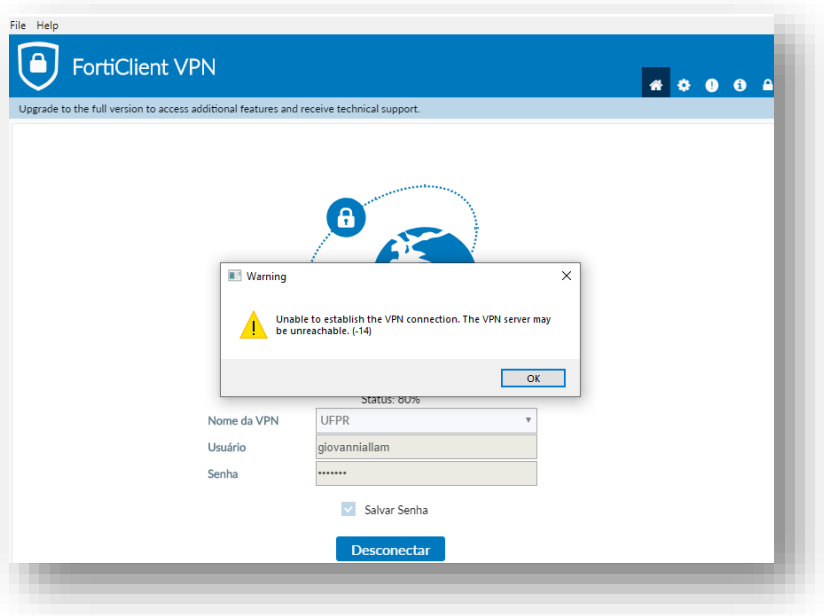 File Help
FortiClient VPN
Upgrade to the full version to access additional features and receive technical support.
Warning
Unable to establish the VPN connection. The VPN server may
be unreachable. (-14)
OK
Status: 80%
Nome da VPN UFPR
Usuário giovanniallam
Senha •••••••
Salvar Senha
Desconectar